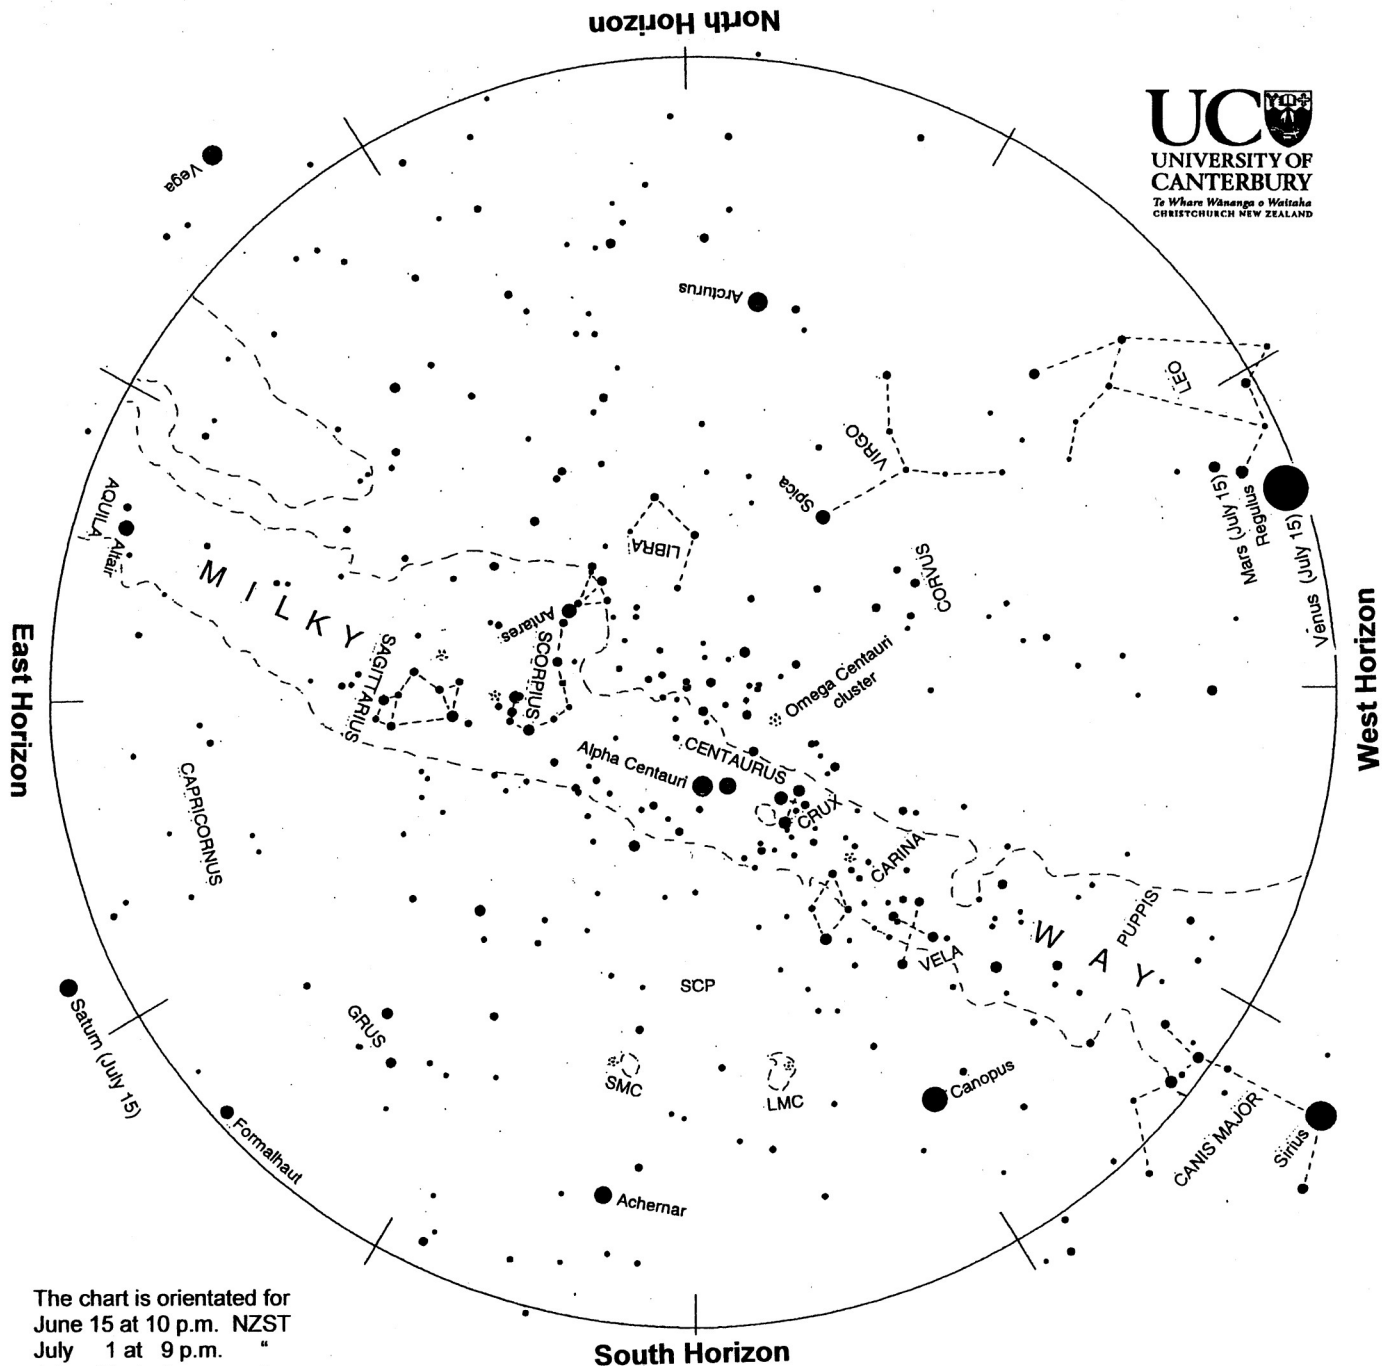 North Horizon
UC
UNIVERSITY OF
CANTERBURY
Te Whare Wānanga o Waitaha
CHRISTCHURCH NEW ZEALAND
Vega
Arcturus
LEO
VIRGO
Spica
Mars (July 15)
Regulus
Venus (July 15)
AQUILA
Altair
LIBRA
CORVUS
MILKY
Antares
SCORPIUS
SAGITTARIUS
Omega Centauri
cluster
East Horizon
West Horizon
CENTAURUS
Alpha Centauri
CRUX
CARINA
CAPRICORNUS
PUPPIS
WAY
VELA
SCP
Saturn (July 15)
GRUS
SMC
LMC
Canopus
CANIS MAJOR
Sirius
Formalhaut
Achernar
The chart is orientated for
June 15 at 10 p.m. NZST
July 1 at 9 p.m. "
South Horizon